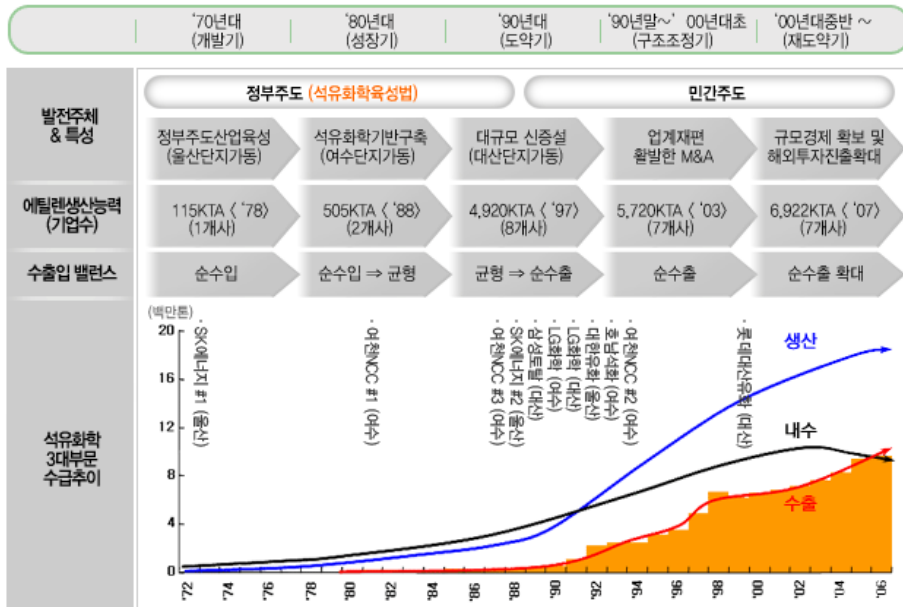 '70년대 '80년대 '90년대 '90년말~' 00년대초 '00년대중반 ~
(개발기) (성장기) (도약기) (구조조정기) (재도약기)
정부주도 (석유화학육성법) 민간주도
발전주체
& 특성
정부주도산업육성 석유화학기반구축 대규모 신증설 업계재편 규모경제 확보 및
(울산단지가동) (여수단지가동) (대산단지가동) 활발한 M&A 해외투자진출확대
에틸렌생산능력
(기업수)
115KTA〈 '78〉 505KTA〈 '88〉 4,920KTA〈 '97〉 5,720KTA〈 '03〉 6,922KTA〈 '07〉
(1개사) (2개사) (8개사) (7개사) (7개사)
수출입 밸런스
순수입 순수입 ⇒ 균형 균형 ⇒ 순수출 순수출 순수출 확대
석유화학
3대부문
수급추이
(백만톤)
20
16
12
8
4
0
· SK에너지 #1 (울산)
· 여천NCC #1 (여수)
· 여천NCC #3 (여수)
· SK에너지 #2 (울산)
· 삼성토탈 (대산)
· LG화학 (여수)
· LG화학 (대산)
· 대한유화 (울산)
· 호남석화 (여수)
· 여천NCC #2 (여수)
· 롯데대산유화 (대산)
생산
내수
수출
'72 '74 '76 '78 '80 '82 '84 '86 '88 '90 '92 '94 '96 '98 '00 '02 '04 '06